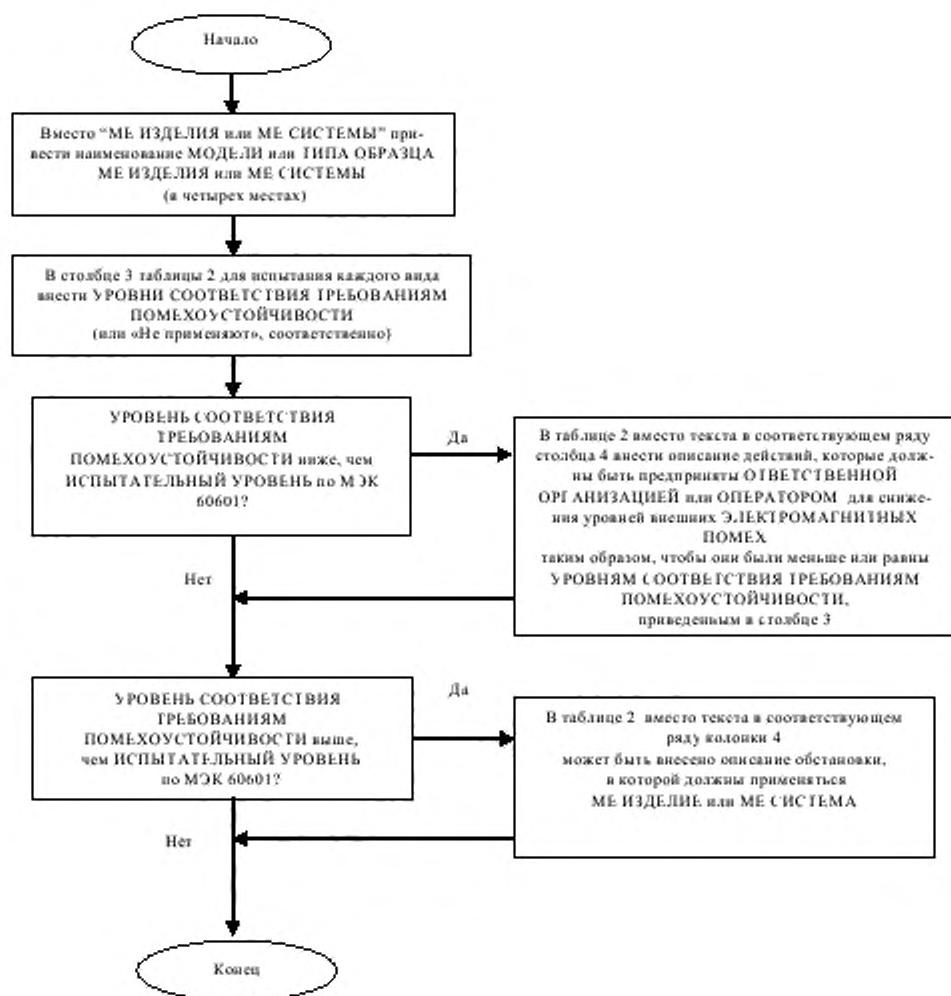 Начало
Вместо “МЕ ИЗДЕЛИЯ или МЕ СИСТЕМЫ” при-
вести наименование МОДЕЛИ или ТИПА ОБРАЗЦА
МЕ ИЗДЕЛИЯ или МЕ СИСТЕМЫ
(в четырех местах)
В столбце 3 таблицы 2 для испытания каждого вида
внести УРОВНИ СООТВЕТСТВИЯ ТРЕБОВАНИЯМ
ПОМЕХОУСТОЙЧИВОСТИ
(или «Не применяют», соответственно)
УРОВЕНЬ СООТВЕТСТВИЯ
ТРЕБОВАНИЯМ
ПОМЕХОУСТОЙЧИВОСТИ ниже, чем
ИСПЫТАТЕЛЬНЫЙ УРОВЕНЬ по МЭК
60601?
Да
В таблице 2 вместо текста в соответствующем ряду
столбца 4 внести описание действий, которые долж-
ны быть предприняты ОТВЕТСТВЕННОЙ
ОРГАНИЗАЦИЕЙ или ОПЕРАТОРОМ для сниже-
ния уровней внешних ЭЛЕКТРОМАГНИТНЫХ
ПОМЕХ
таким образом, чтобы они были меньше или равны
УРОВНЯМ СООТВЕТСТВИЯ ТРЕБОВАНИЯМ
ПОМЕХОУСТОЙЧИВОСТИ,
приведенным в столбце 3
Нет
УРОВЕНЬ СООТВЕТСТВИЯ
ТРЕБОВАНИЯМ
ПОМЕХОУСТОЙЧИВОСТИ выше,
чем ИСПЫТАТЕЛЬНЫЙ УРОВЕНЬ
по МЭК 60601?
Да
В таблице 2 вместо текста в соответствующем
ряду колонки 4
может быть внесено описание обстановки,
в которой должны применяться
МЕ ИЗДЕЛИЕ или МЕ СИСТЕМА
Нет
Конец